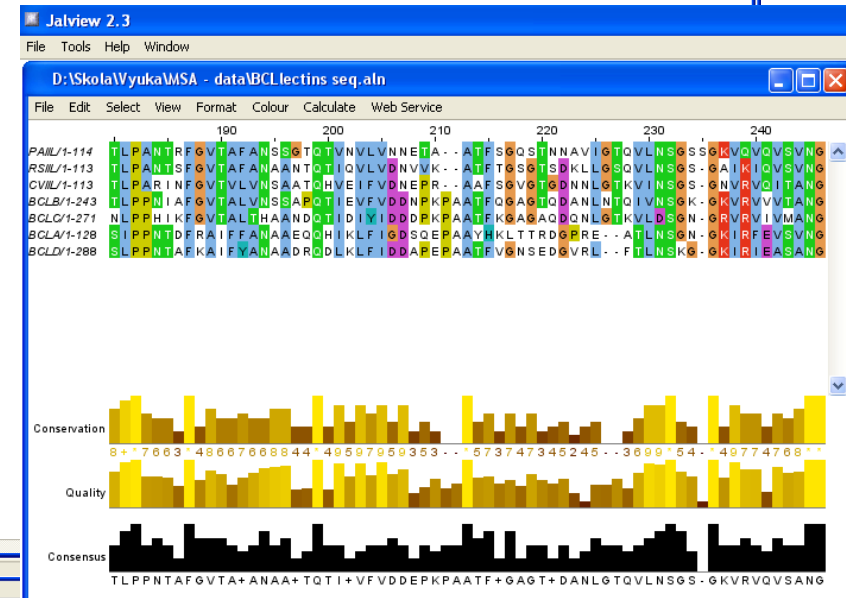 Jalview 2.3
File Tools Help Window
D:\Skola\Vyuka\MSA - data\BCLlectins seq.aln
File Edit Select View Format Colour Calculate Web Service
190 200 210 220 230 240
PAIIL/1-114 TLPANTRFGVTAFANSSGTQTVNVLVNNETA--ATFSGQSTNNAVIGTQVLNSGSSGKVQVQVSVNG
RSIIL/1-113 TLPANTSFGVTAFANAANTQTIQVLVDNVVK--ATFTGSGTSDKLLGSQVLNSGS-GAIKIQVSVNG
CVIIL/1-113 TLPARINFGVTVLVNSAATQHVEIFVDNEPR--AAFSGVGTGDNNLGTKVINSGS-GNVRVQITANG
BCLB/1-243 TLPPNIAFGVTALVNSSAPQTIEVFVDDNPKPAATFQGAGTQDANLNTQIVNSGK-GKVRVVVTANG
BCLC/1-271 NLPPHIKFGVTALTHAANDQTIDIYIDDDPKPAATFKGAGAQDQNLGTKVLDSGN-GRVRVIVMANG
BCLA/1-128 SIPPNTDFRAIFFANAAEQQHIKLFIGDSQEPAAYHKLTTRDGPRE--ATLNSGN-GKIRFEVSVNG
BCLD/1-288 SLPPNTAFKAIFYANAADRQDLKLFIDDAPEPAATFVGNSEDGVRL--FTLNSKG-GKIRIEASANG
Conservation
8+*7663*48667668844*49597959353--*573747345245--3699*54-*49774768**
Quality
Consensus
TLPPNTAFGVTA+ANAA+TQTI+VFVDDEPKPAATF+GAGT+DANLGTQVLNSGS-GKVRVQVSANG